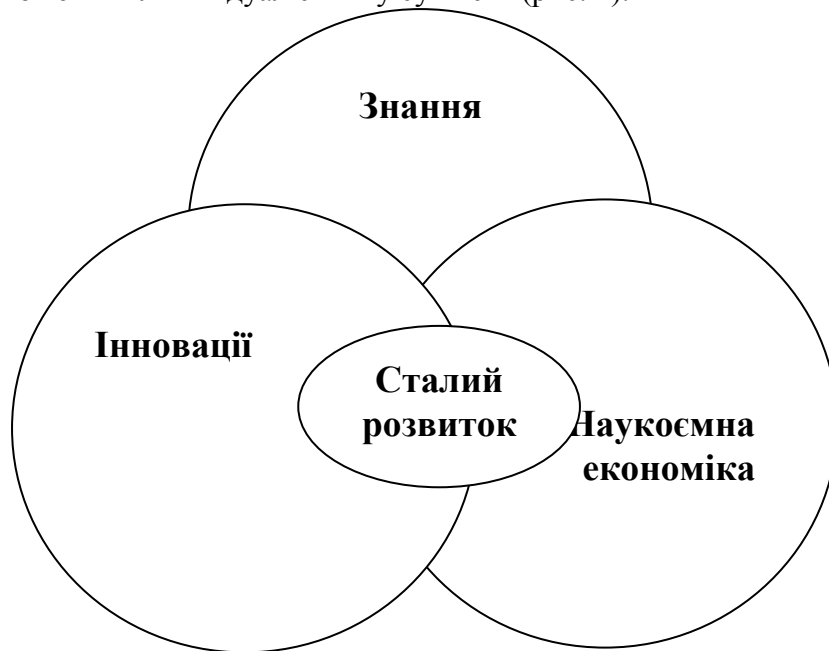 Знання
Інновації
Сталий
розвиток
Наукоємна
економіка